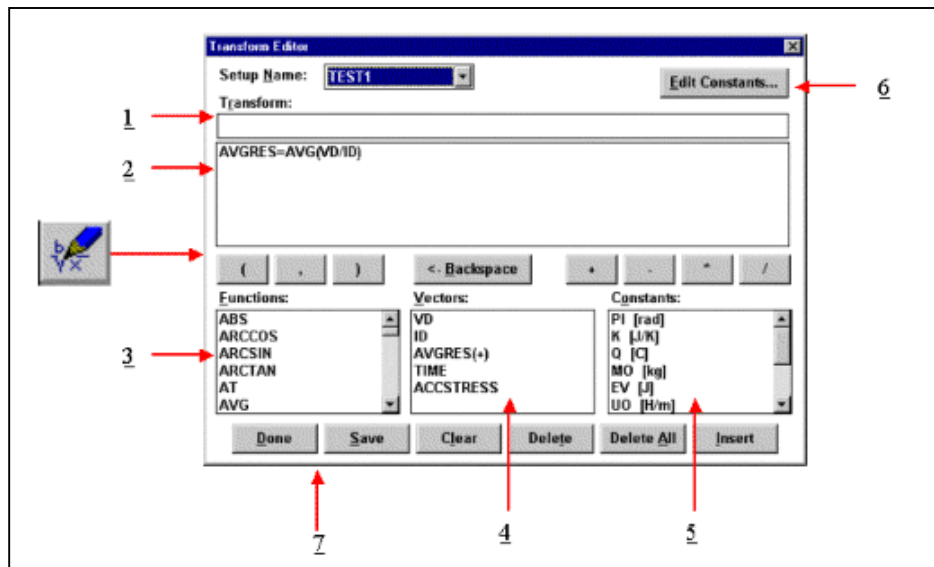 Transform Editor
Setup Name: TEST1
Edit Constants...
6
Transform:
1
AVGRES=AVG(VD/ID)
2
b
√x
( , ) <- Backspace + - * /
Functions: Vectors: Constants:
ABS VD PI [rad]
ARCCOS ID K [J/K]
3 ARCSIN AVGRES(+) Q [C]
ARCTAN TIME MO [kg]
AT ACCSTRESS EV [J]
AVG UO [H/m]
Done Save Clear Delete Delete All Insert
7 4 5